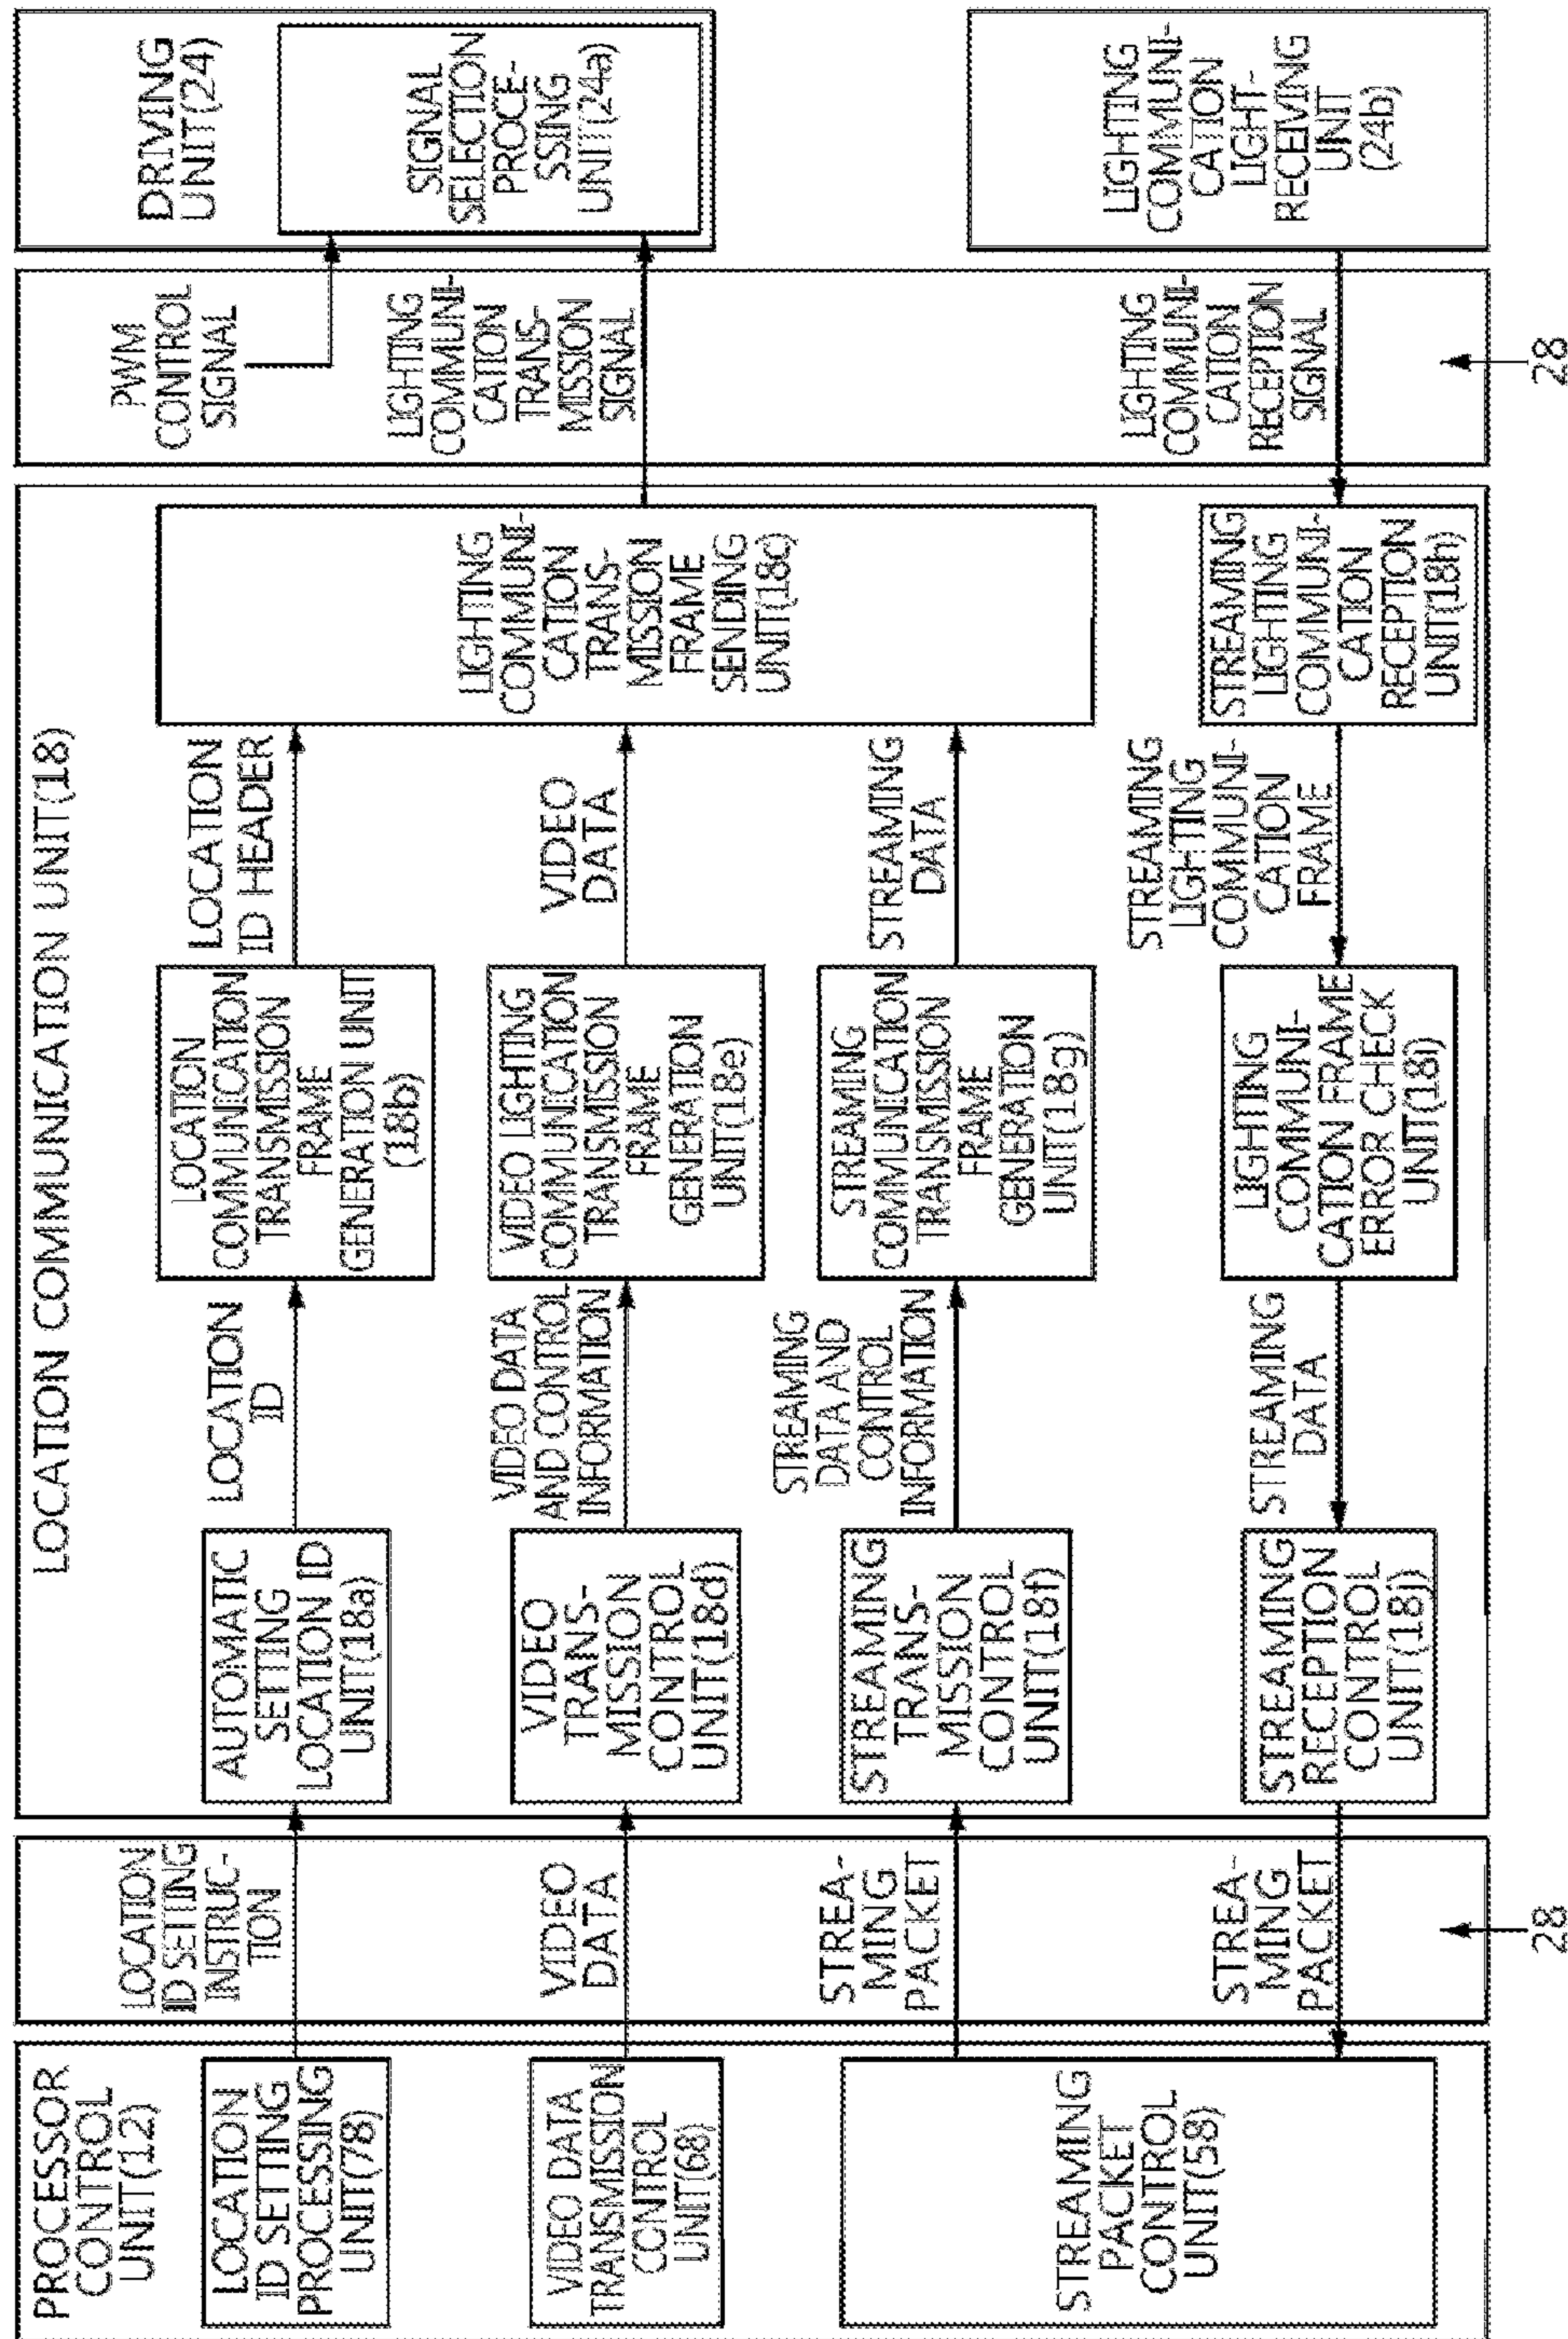 PROCESSOR
CONTROL
UNIT(12)
LOCATION
ID SETTING
PROCESSING
UNIT(78)
VIDEO DATA
TRANSMISSION
CONTROL
UNIT(68)
STREAMING
PACKET
CONTROL
UNIT(58)
LOCATION
ID SETTING
INSTRUC-
TION
VIDEO
DATA
STREA-
MING
PACKET
STREA-
MING
PACKET
28
LOCATION COMMUNICATION UNIT(18)
AUTOMATIC
SETTING
LOCATION ID
UNIT(18a)
LOCATION
ID
LOCATION
COMMUNICATION
TRANSMISSION
FRAME
GENERATION UNIT
(18b)
LOCATION
ID HEADER
VIDEO
TRANS-
MISSION
CONTROL
UNIT(18d)
VIDEO DATA
AND CONTROL
INFORMATION
VIDEO LIGHTING
COMMUNICATION
TRANSMISSION
FRAME
GENERATION
UNIT(18e)
VIDEO
DATA
STREAMING
TRANS-
MISSION
CONTROL
UNIT(18f)
STREAMING
DATA AND
CONTROL
INFORMATION
STREAMING
COMMUNICATION
TRANSMISSION
FRAME
GENERATION
UNIT(18g)
STREAMING
DATA
LIGHTING
COMMUNI-
CATION
TRANS-
MISSION
FRAME
SENDING
UNIT(18c)
STREAMING
RECEPTION
CONTROL
UNIT(18j)
STREAMING
DATA
LIGHTING
COMMUNI-
CATION FRAME
ERROR CHECK
UNIT(18i)
STREAMING
LIGHTING
COMMUNI-
CATION
FRAME
STREAMING
LIGHTING
COMMUNI-
CATION
RECEPTION
UNIT(18h)
PWM
CONTROL
SIGNAL
LIGHTING
COMMUNI-
CATION
TRANS-
MISSION
SIGNAL
LIGHTING
COMMUNI-
CATION
RECEPTION
SIGNAL
28
DRIVING
UNIT(24)
SIGNAL
SELECTION
PROCE-
SSING
UNIT(24a)
LIGHTING
COMMUNI-
CATION
LIGHT-
RECEIVING
UNIT
(24b)